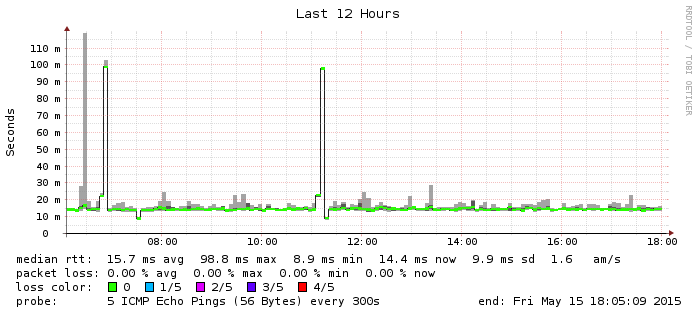 Last 12 Hours
RRDTOOL / TOBI OETIKER
Seconds
110 m
100 m
90 m
80 m
70 m
60 m
50 m
40 m
30 m
20 m
10 m
0
08:00 10:00 12:00 14:00 16:00 18:00
median rtt: 15.7 ms avg 98.8 ms max 8.9 ms min 14.4 ms now 9.9 ms sd 1.6 am/s
packet loss: 0.00 % avg 0.00 % max 0.00 % min 0.00 % now
loss color: 0 1/5 2/5 3/5 4/5
probe: 5 ICMP Echo Pings (56 Bytes) every 300s end: Fri May 15 18:05:09 2015